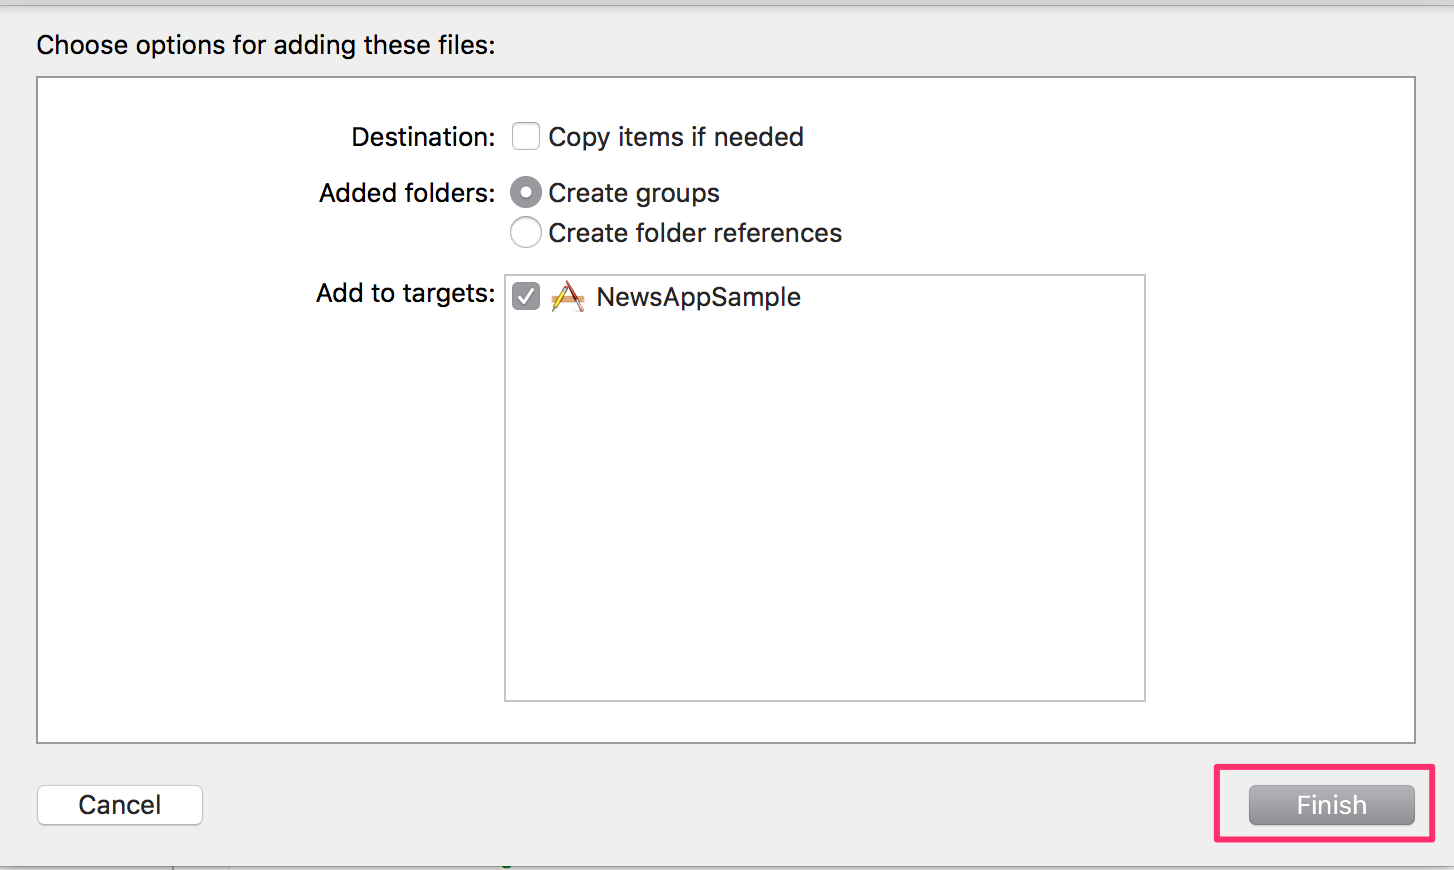 Choose options for adding these files:
Destination: Copy items if needed
Added folders: Create groups
Create folder references
Add to targets: NewsAppSample
Cancel Finish